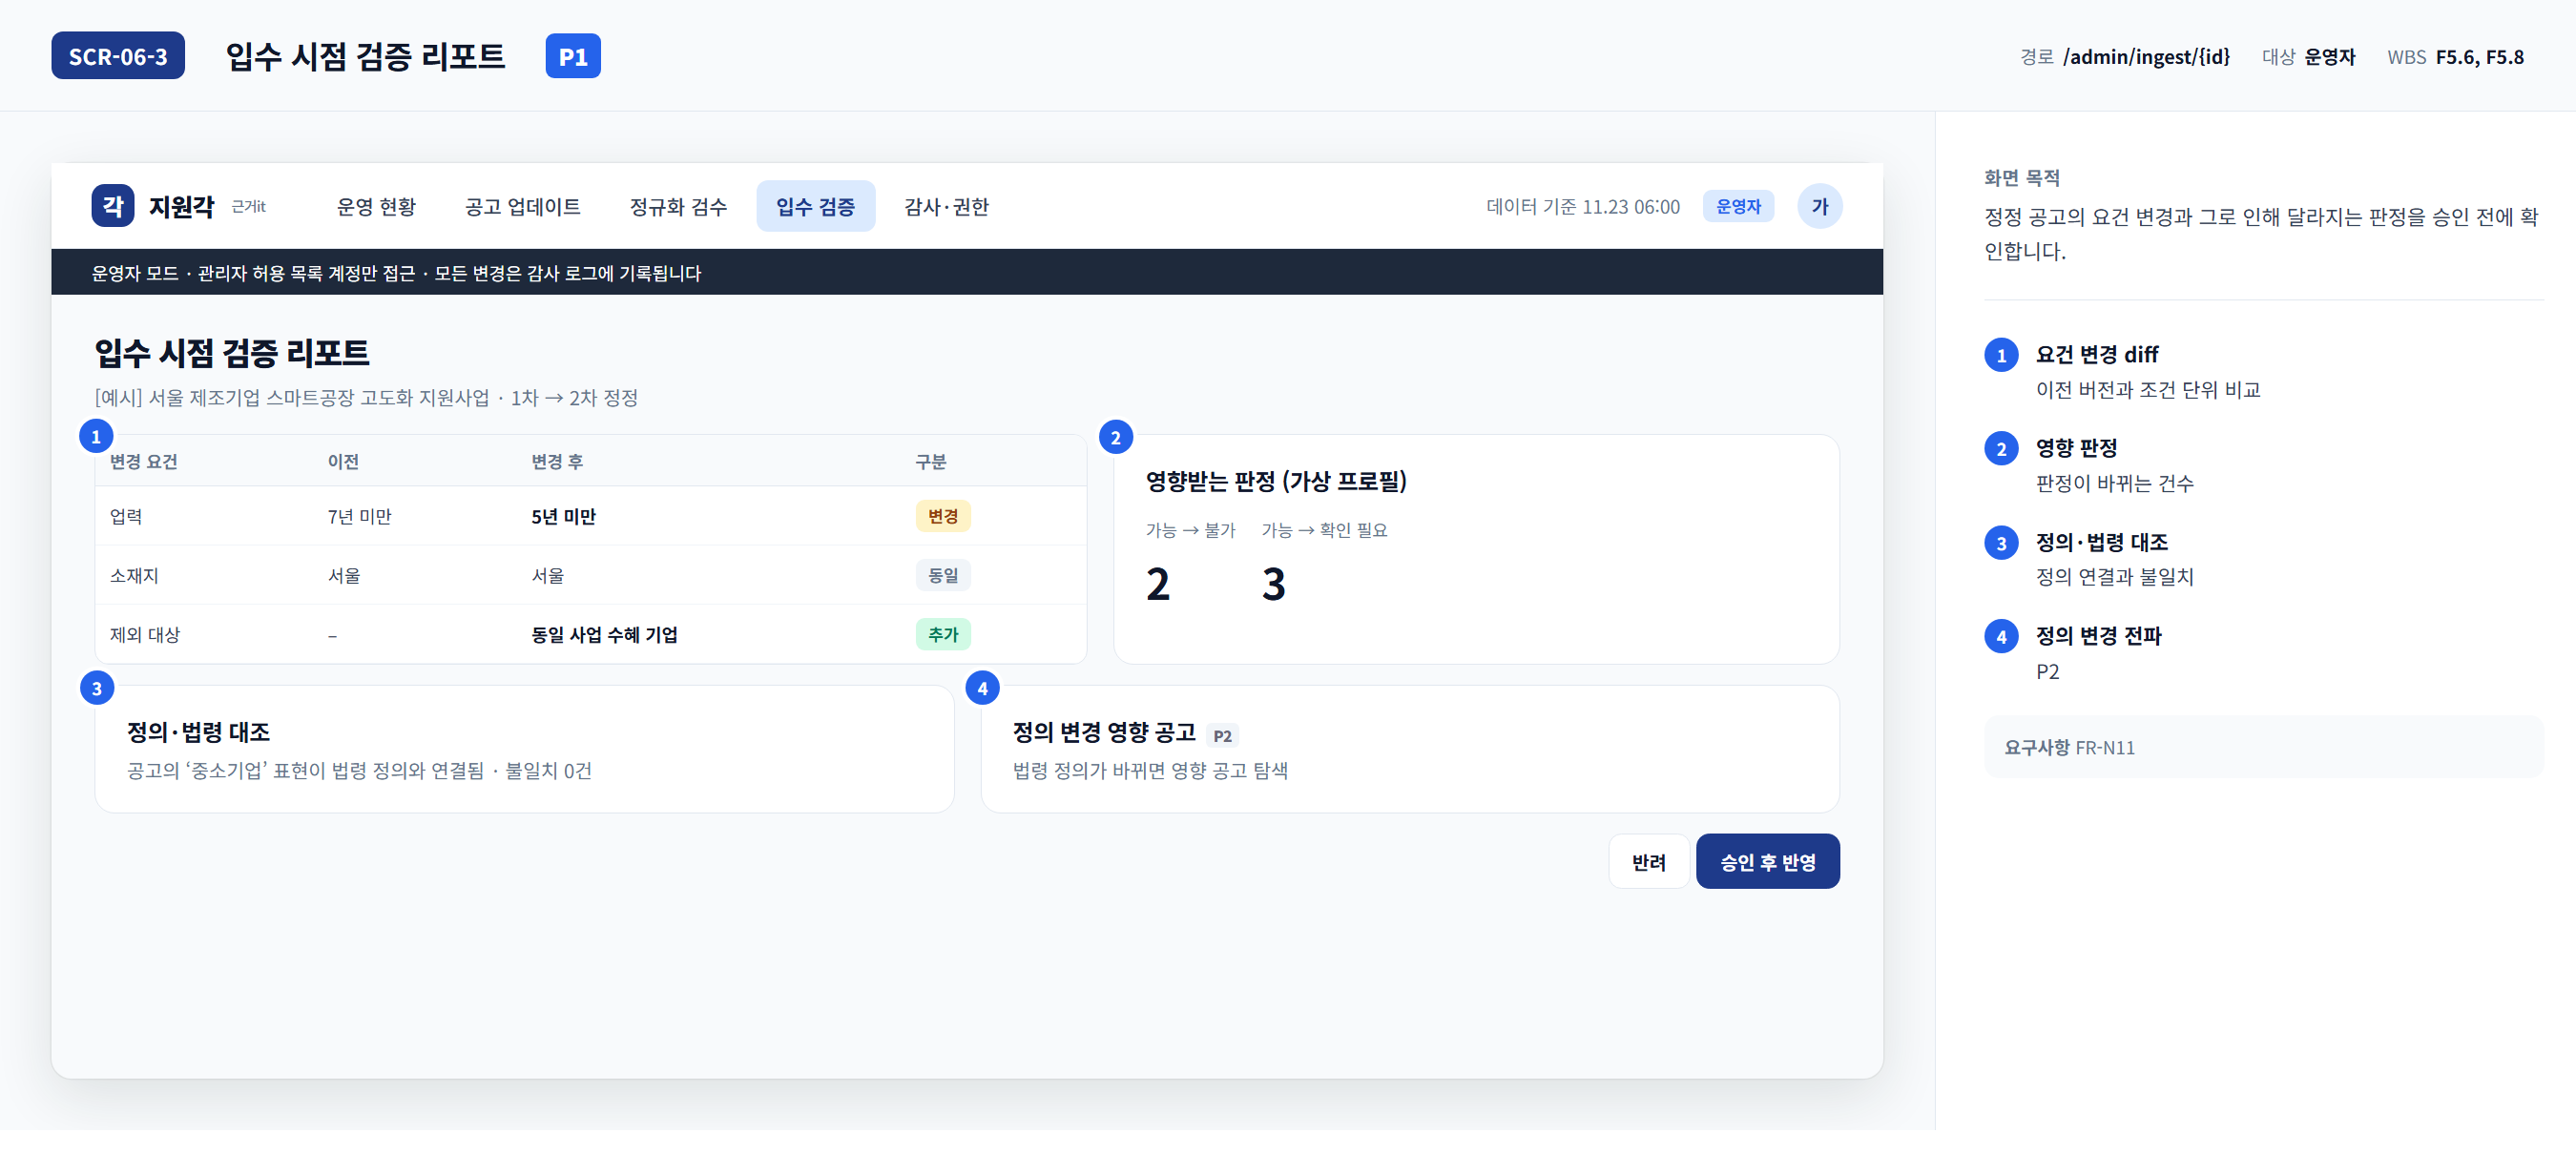 SCR-06-3 입수 시점 검증 리포트 P1 경로 /admin/ingest/{id} 대상 운영자 WBS F5.6, F5.8
각 지원각 근거it 운영 현황 공고 업데이트 정규화 검수 입수 검증 감사·권한 데이터 기준 11.23 06:00 운영자 가
운영자 모드 · 관리자 허용 목록 계정만 접근 · 모든 변경은 감사 로그에 기록됩니다
입수 시점 검증 리포트
[예시] 서울 제조기업 스마트공장 고도화 지원사업 · 1차 → 2차 정정
1
변경 요건 이전 변경 후 구분
업력 7년 미만 5년 미만 변경
소재지 서울 서울 동일
제외 대상 – 동일 사업 수혜 기업 추가
2
영향받는 판정 (가상 프로필)
가능 → 불가 가능 → 확인 필요
2 3
3
정의·법령 대조
공고의 ‘중소기업’ 표현이 법령 정의와 연결됨 · 불일치 0건
4
정의 변경 영향 공고 P2
법령 정의가 바뀌면 영향 공고 탐색
반려 승인 후 반영
화면 목적
정정 공고의 요건 변경과 그로 인해 달라지는 판정을 승인 전에 확
인합니다.
1 요건 변경 diff
이전 버전과 조건 단위 비교
2 영향 판정
판정이 바뀌는 건수
3 정의·법령 대조
정의 연결과 불일치
4 정의 변경 전파
P2
요구사항 FR-N11